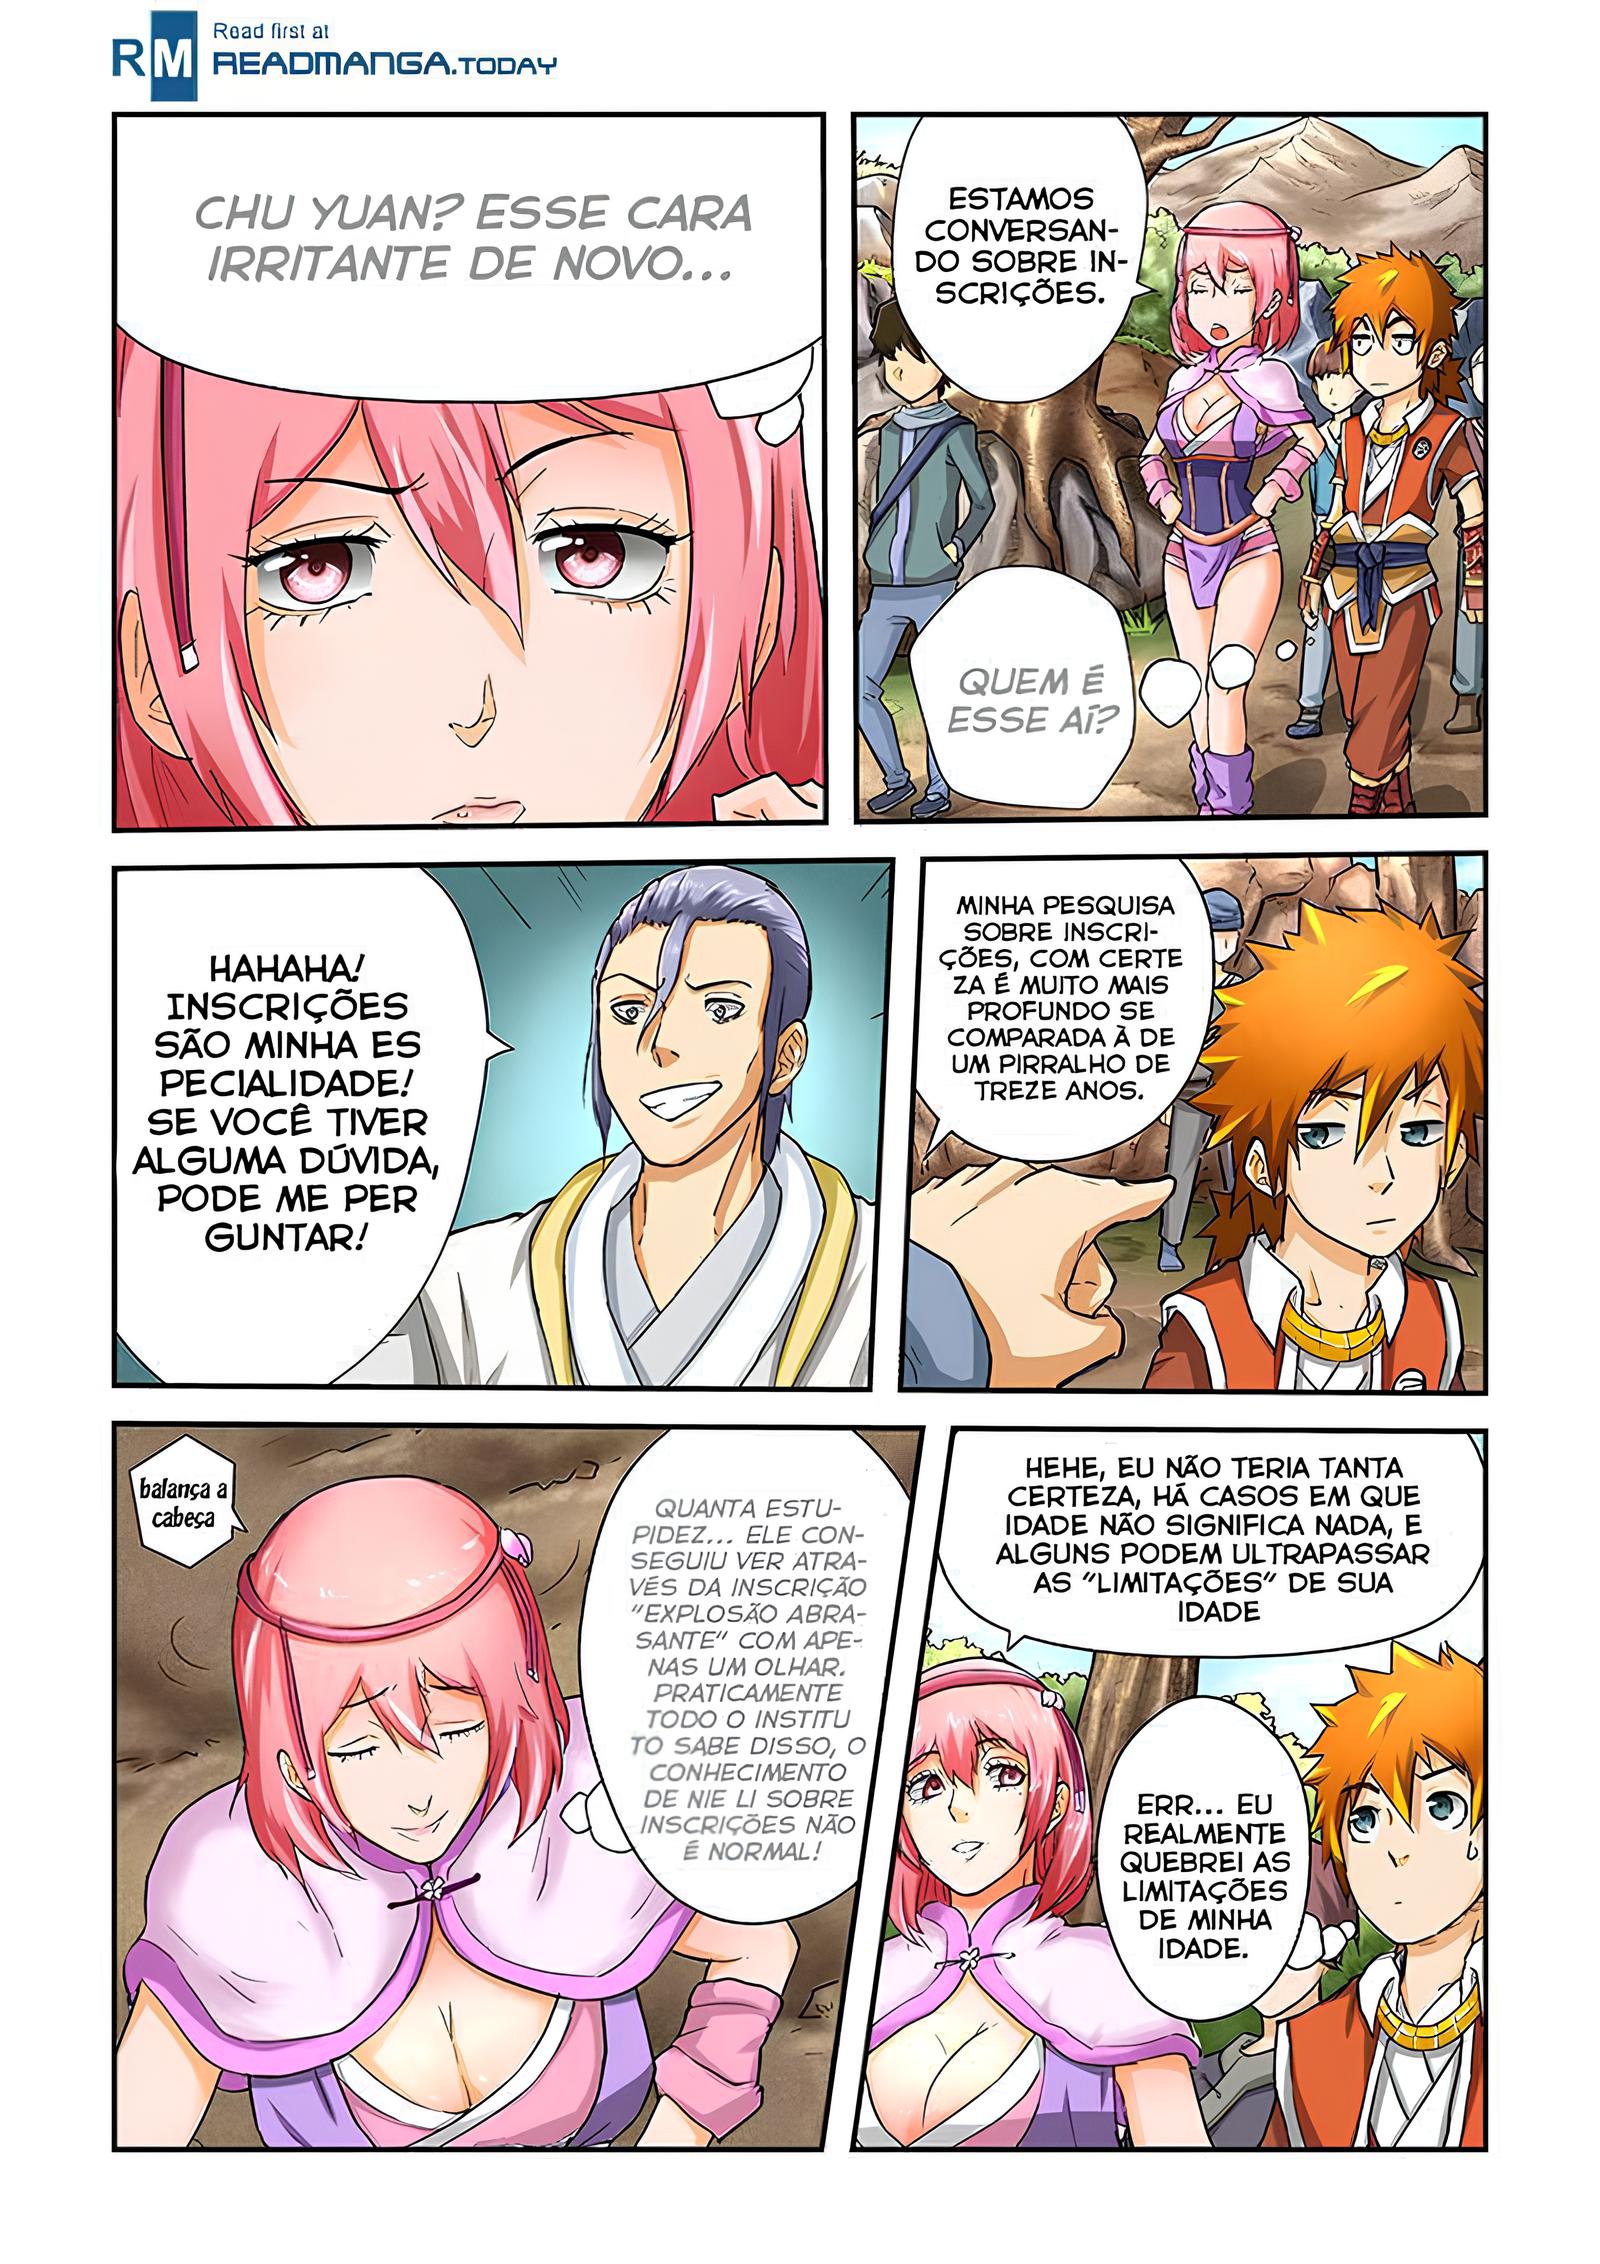 RM
Read first at
READMANGA.TODAY
CHU YUAN? ESSE CARA
IRRITANTE DE NOVO...
ESTAMOS
CONVERSAN-
DO SOBRE IN-
SCRIÇÕES.
QUEM É
ESSE AÍ?
HAHAHA!
INSCRIÇÕES
SÃO MINHA ES
PECIALIDADE!
SE VOCÊ TIVER
ALGUMA DÚVIDA,
PODE ME PER
GUNTAR!
MINHA PESQUISA
SOBRE INSCRI-
ÇÕES, COM CERTE
ZA É MUITO MAIS
PROFUNDO SE
COMPARADA À DE
UM PIRRALHO DE
TREZE ANOS.
balança a
cabeça
QUANTA ESTU-
PIDEZ... ELE CON-
SEGUIU VER ATRA-
VÉS DA INSCRIÇÃO
"EXPLOSÃO ABRA-
SANTE" COM APE-
NAS UM OLHAR.
PRATICAMENTE
TODO O INSTITU
TO SABE DISSO, O
CONHECIMENTO
DE NIE LI SOBRE
INSCRIÇÕES NÃO
É NORMAL!
HEHE, EU NÃO TERIA TANTA
CERTEZA, HÁ CASOS EM QUE
IDADE NÃO SIGNIFICA NADA, E
ALGUNS PODEM ULTRAPASSAR
AS "LIMITAÇÕES" DE SUA
IDADE
ERR... EU
REALMENTE
QUEBREI AS
LIMITAÇÕES
DE MINHA
IDADE.